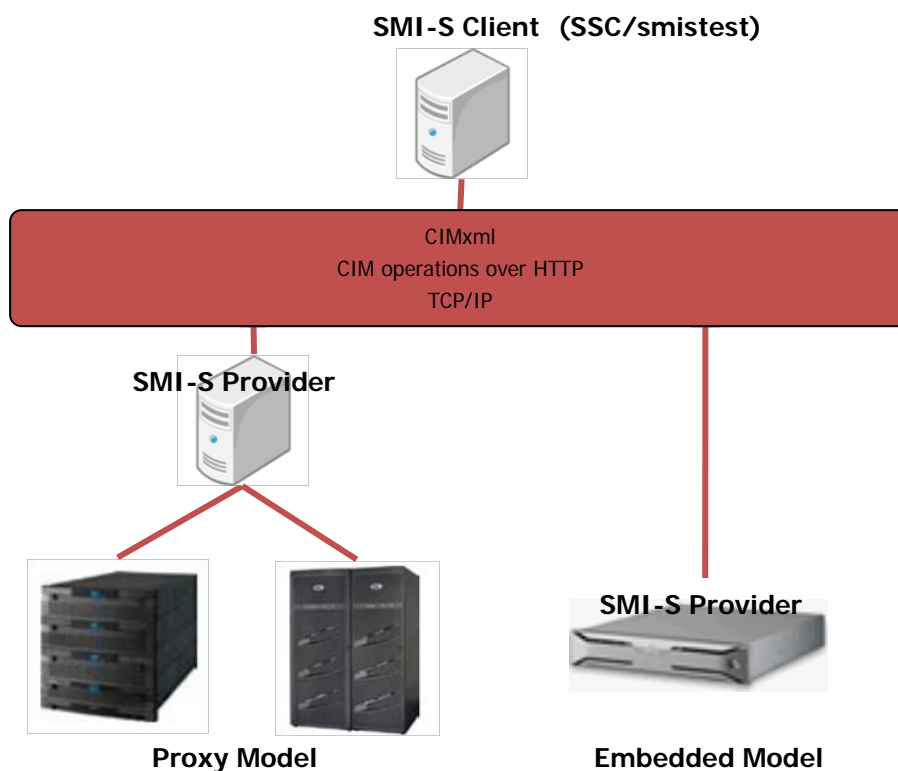 SMI-S Client (SSC/smistest)
CIMxml
CIM operations over HTTP
TCP/IP
SMI-S Provider
SMI-S Provider
Proxy Model
Embedded Model